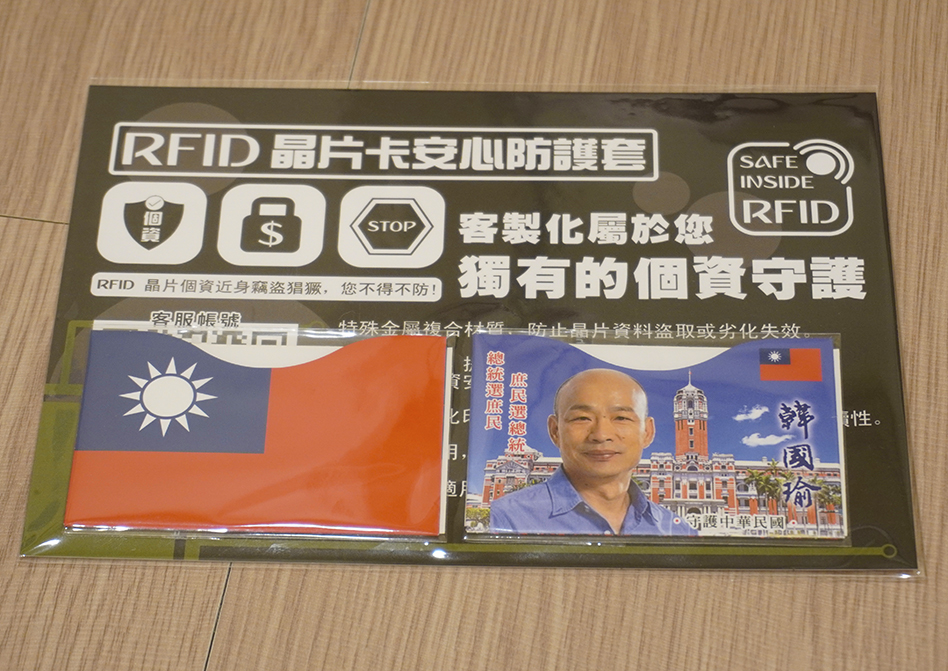 RFID 晶片卡安心防護套
SAFE
INSIDE
RFID
個
資
$
STOP
客製化屬於您
獨有的個資守護
RFID 晶片個資近身竊盜猖獗，您不得不防！
客服帳號
特殊金屬複合材質，防止晶片資料盜取或劣化失效。
性。
總統選庶民
庶民選總統
韓國瑜
守護中華民國